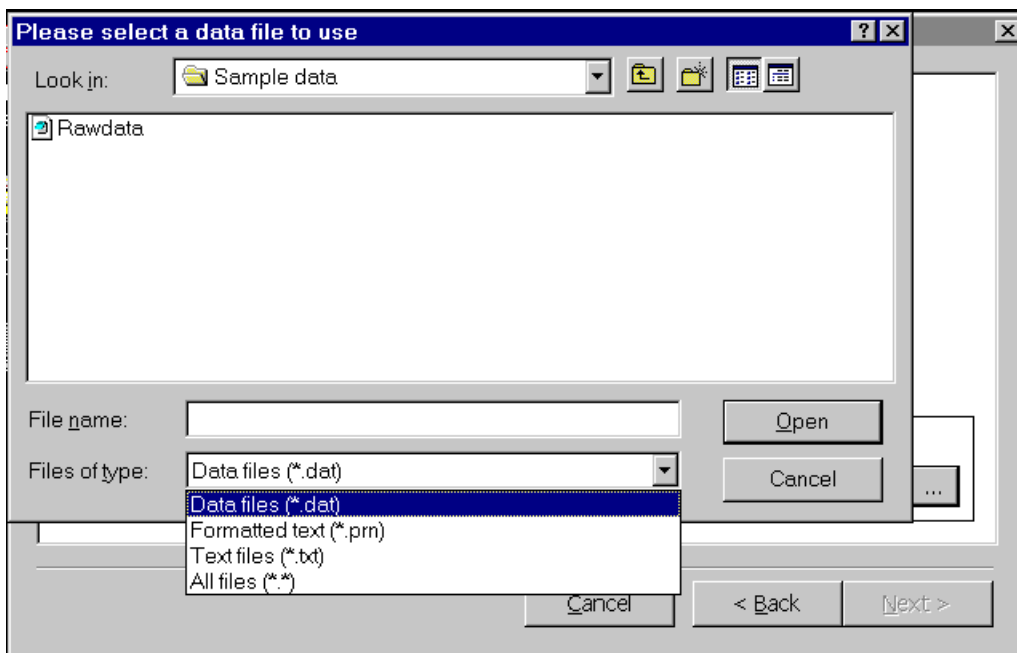 Please select a data file to use
Look in: Sample data
Rawdata
File name: Open
Files of type: Data files (*.dat) Cancel ...
Data files (*.dat)
Formatted text (*.prn)
Text files (*.txt)
All files (*.*)
Cancel < Back Next >